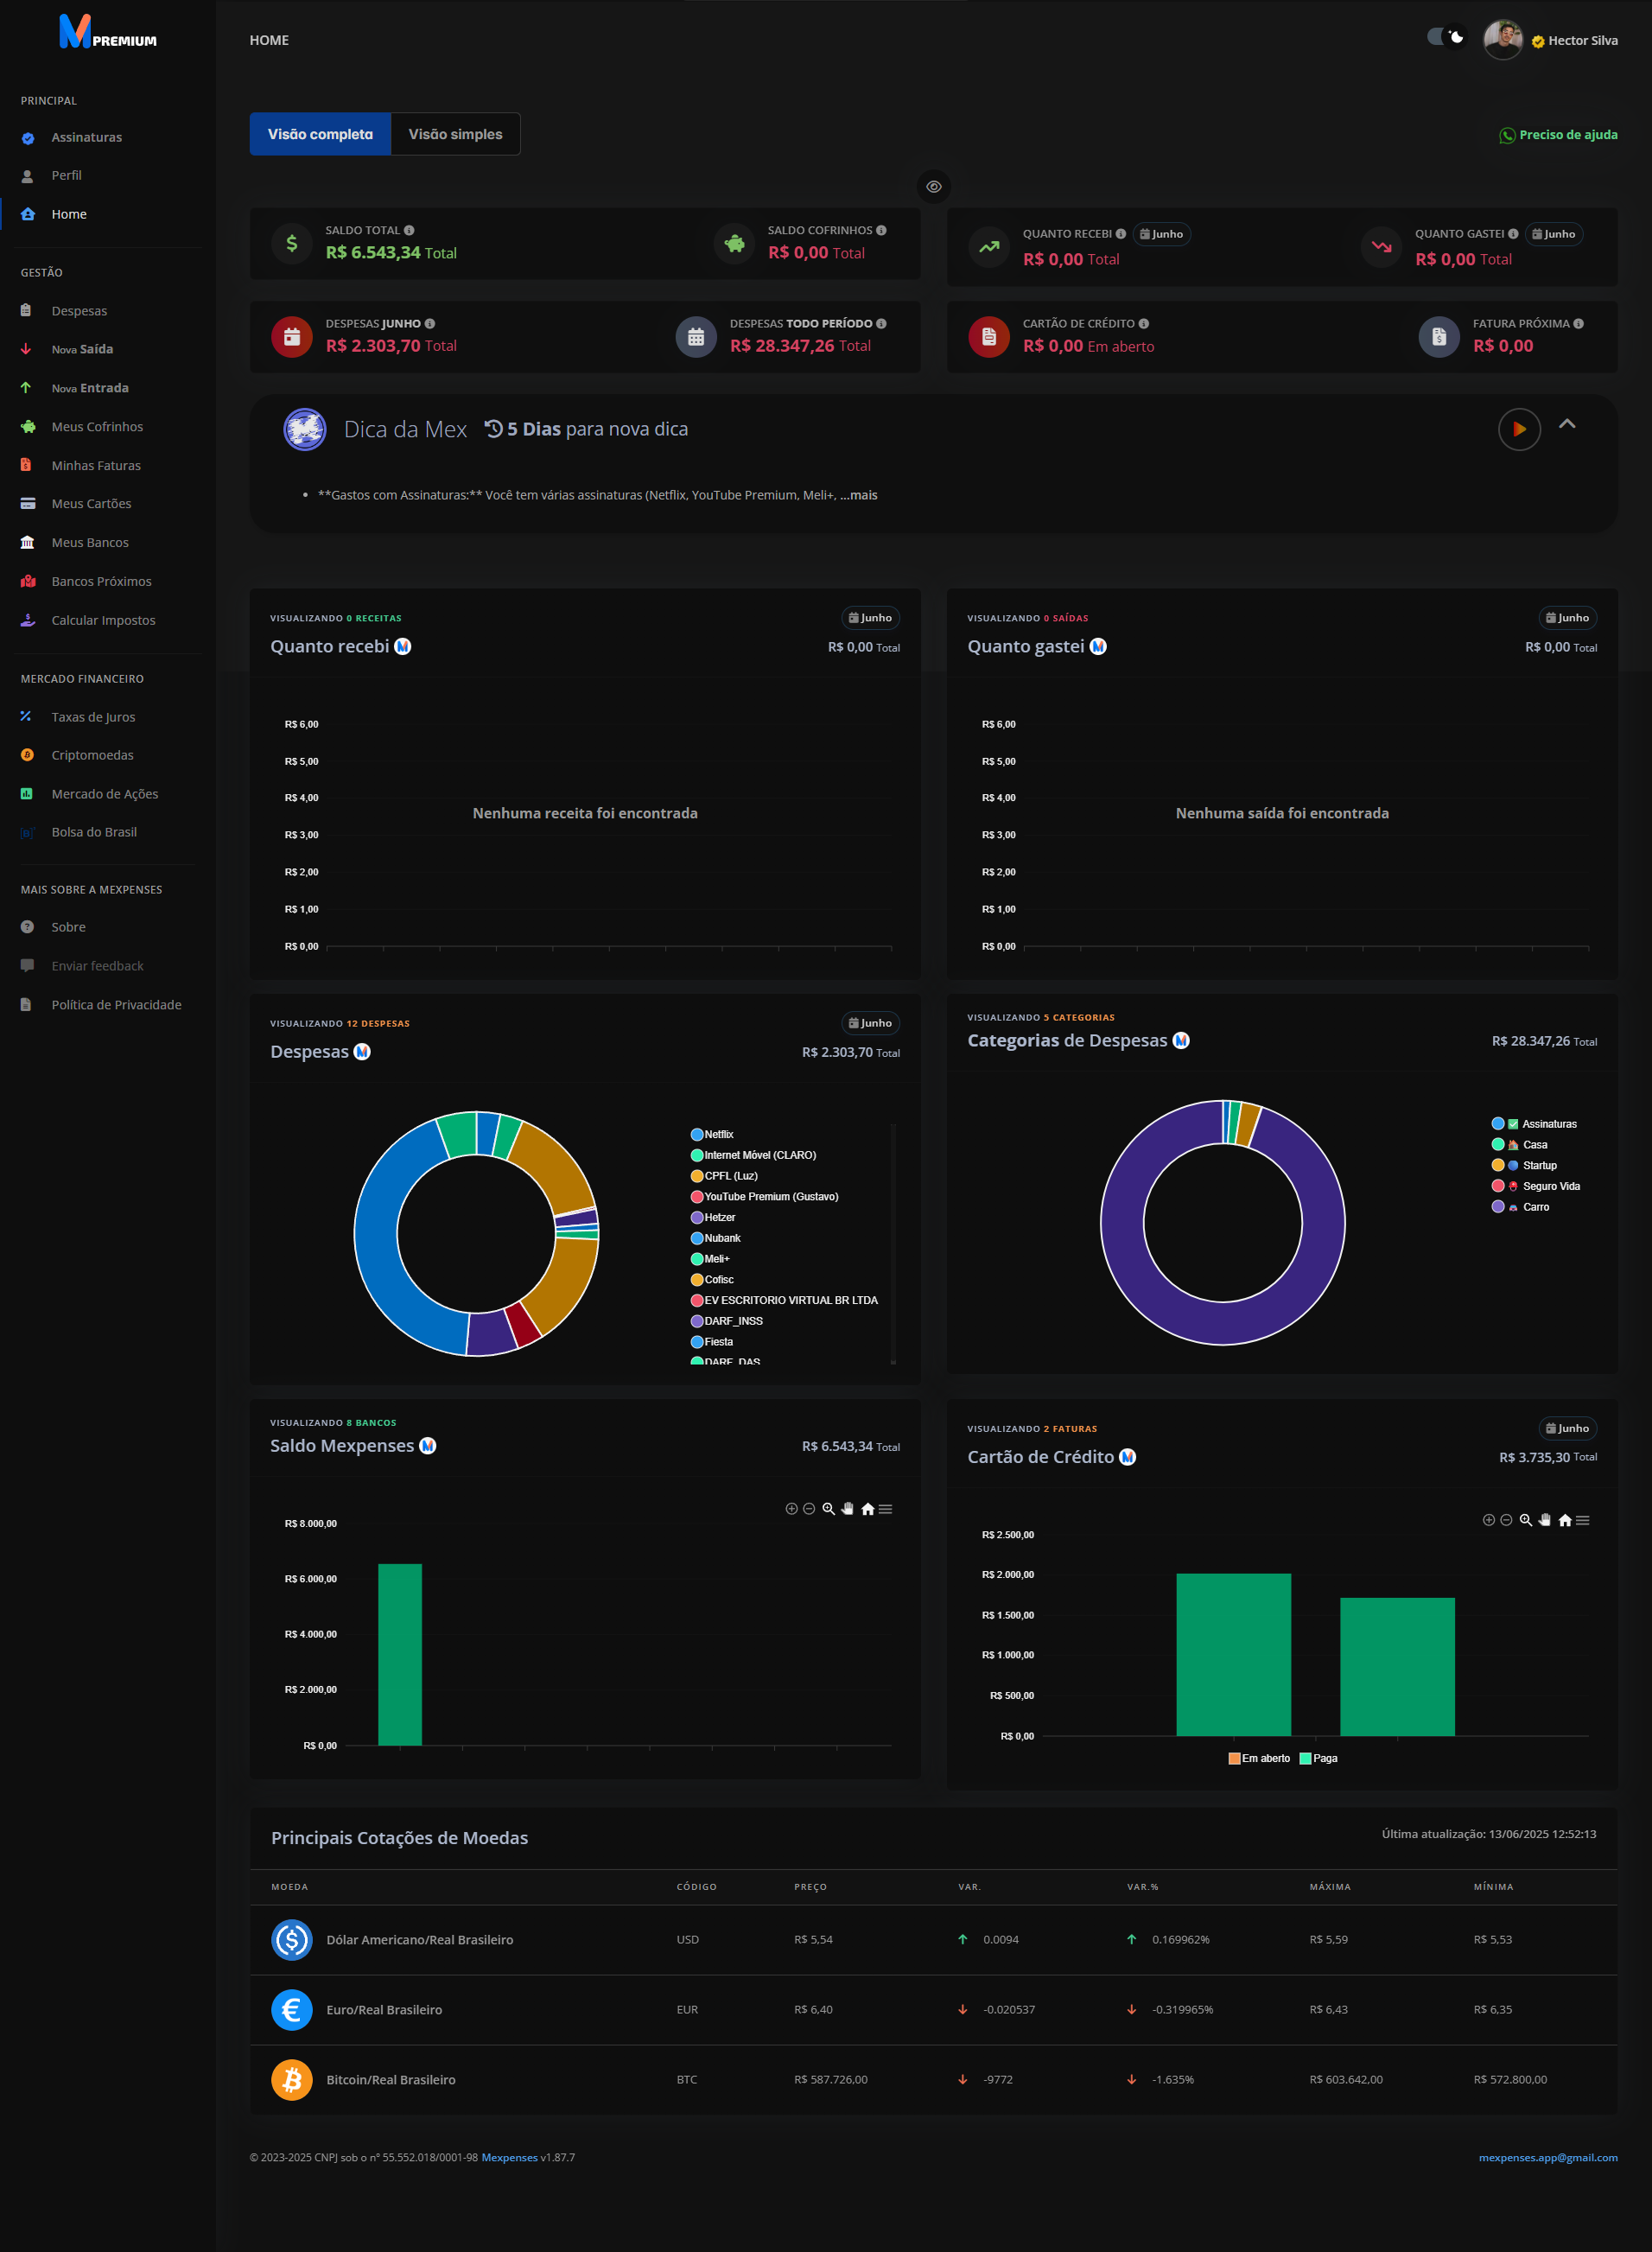 PREMIUM
HOME
Hector Silva
PRINCIPAL
Assinaturas
Perfil
Home
GESTÃO
Despesas
Nova Saída
Nova Entrada
Meus Cofrinhos
Minhas Faturas
Meus Cartões
Meus Bancos
Bancos Próximos
Calcular Impostos
MERCADO FINANCEIRO
Taxas de Juros
Criptomoedas
Mercado de Ações
Bolsa do Brasil
MAIS SOBRE A MEXPENSES
Sobre
Enviar feedback
Política de Privacidade
Visão completa
Visão simples
Preciso de ajuda
SALDO TOTAL
R$ 6.543,34 Total
SALDO COFRINHOS
R$ 0,00 Total
QUANTO RECEBI Junho
R$ 0,00 Total
QUANTO GASTEI Junho
R$ 0,00 Total
DESPESAS JUNHO
R$ 2.303,70 Total
DESPESAS TODO PERÍODO
R$ 28.347,26 Total
CARTÃO DE CRÉDITO
R$ 0,00 Em aberto
FATURA PRÓXIMA
R$ 0,00
Dica da Mex 5 Dias para nova dica
• **Gastos com Assinaturas:** Você tem várias assinaturas (Netflix, YouTube Premium, Meli+, ...mais
VISUALIZANDO 0 RECEITAS
Junho
Quanto recebi
R$ 0,00 Total
R$ 6,00
R$ 5,00
R$ 4,00
Nenhuma receita foi encontrada
R$ 3,00
R$ 2,00
R$ 1,00
R$ 0,00
VISUALIZANDO 0 SAÍDAS
Junho
Quanto gastei
R$ 0,00 Total
R$ 6,00
R$ 5,00
R$ 4,00
Nenhuma saída foi encontrada
R$ 3,00
R$ 2,00
R$ 1,00
R$ 0,00
VISUALIZANDO 12 DESPESAS
Junho
Despesas
R$ 2.303,70 Total
Netflix
Internet Móvel (CLARO)
CPFL (Luz)
YouTube Premium (Gustavo)
Hetzer
Nubank
Meli+
Cofisc
EV ESCRITORIO VIRTUAL BR LTDA
DARF_INSS
Fiesta
DARF_DAS
VISUALIZANDO 5 CATEGORIAS
Categorias de Despesas
R$ 28.347,26 Total
✅ Assinaturas
Casa
Startup
Seguro Vida
Carro
VISUALIZANDO 8 BANCOS
Saldo Mexpenses
R$ 6.543,34 Total
R$ 8.000,00
R$ 6.000,00
R$ 4.000,00
R$ 2.000,00
R$ 0,00
VISUALIZANDO 2 FATURAS
Junho
Cartão de Crédito
R$ 3.735,30 Total
R$ 2.500,00
R$ 2.000,00
R$ 1.500,00
R$ 1.000,00
R$ 500,00
R$ 0,00
Em aberto Paga
Principais Cotações de Moedas
Última atualização: 13/06/2025 12:52:13
MOEDA CÓDIGO PREÇO VAR. VAR.% MÁXIMA MÍNIMA
Dólar Americano/Real Brasileiro USD R$ 5,54 0.0094 0.169962% R$ 5,59 R$ 5,53
Euro/Real Brasileiro EUR R$ 6,40 -0.020537 -0.319965% R$ 6,43 R$ 6,35
Bitcoin/Real Brasileiro BTC R$ 587.726,00 -9772 -1.635% R$ 603.642,00 R$ 572.800,00
© 2023-2025 CNPJ sob o nº 55.552.018/0001-98 Mexpenses v1.87.7
mexpenses.app@gmail.com